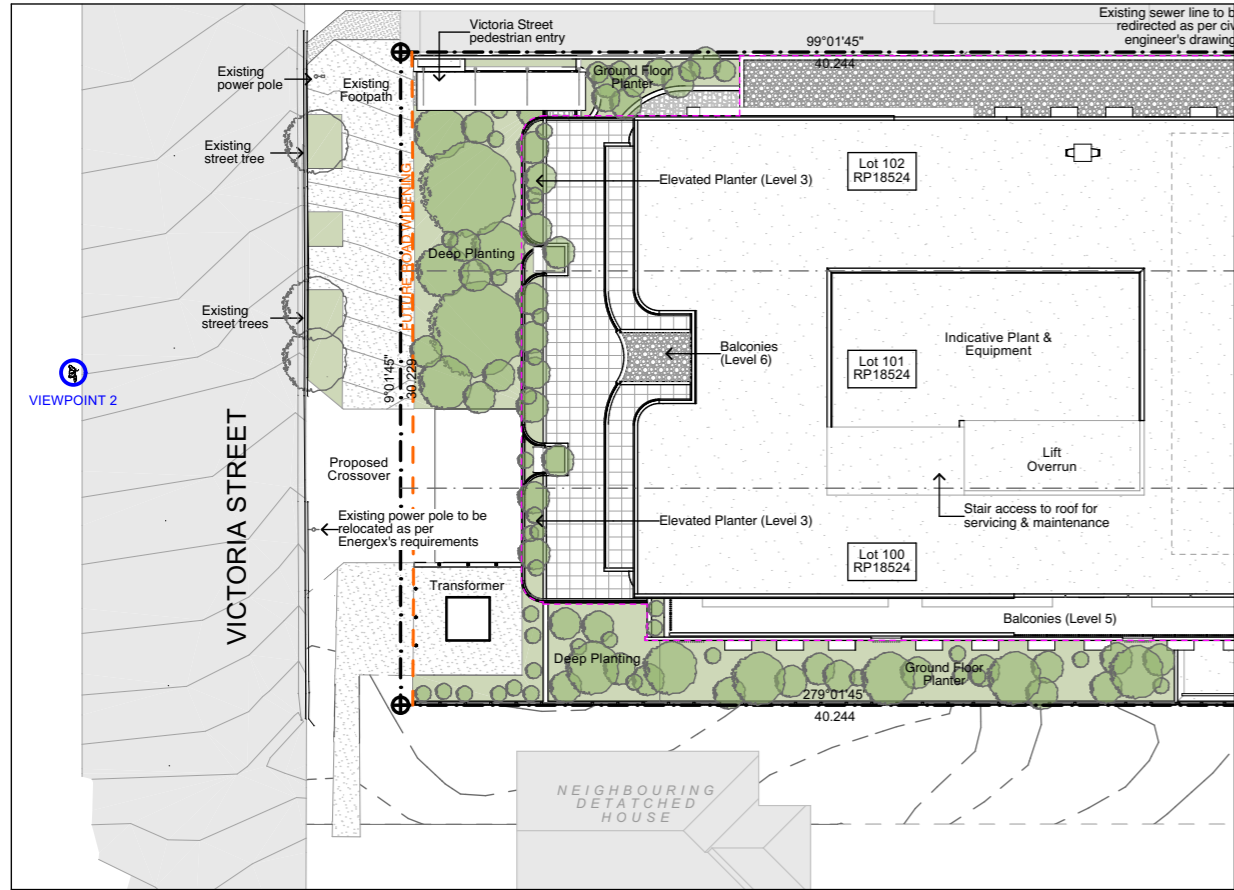 Existing sewer line to b
redirected as per civ
engineer's drawing
Victoria Street
pedestrian entry
99°01'45"
40.244
Existing
power pole
Existing
Footpath
Ground Floor
Planter
Existing
street tree
Elevated Planter (Level 3)
Lot 102
RP18524
FUTURE ROAD WIDENING
Deep Planting
Existing
street trees
9°01'45"
30.229
Balconies
(Level 6)
Lot 101
RP18524
Indicative Plant &
Equipment
VIEWPOINT 2
VICTORIA STREET
Proposed
Crossover
Lift
Overrun
Existing power pole to be
relocated as per
Energex's requirements
Elevated Planter (Level 3)
Stair access to roof for
servicing & maintenance
Lot 100
RP18524
Transformer
Balconies (Level 5)
Deep Planting
Ground Floor
Planter
279°01'45"
40.244
NEIGHBOURING
DETATCHED
HOUSE